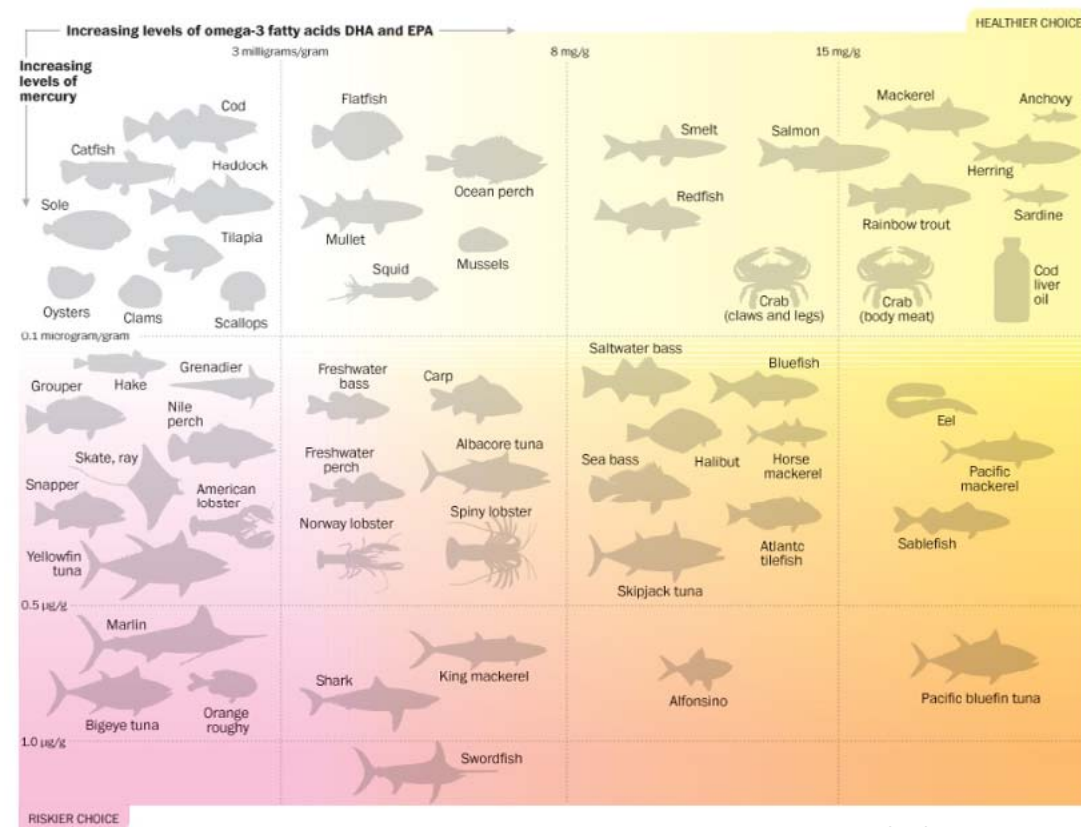 HEALTHIER CHOICE
Increasing levels of omega-3 fatty acids DHA and EPA
3 milligrams/gram
8 mg/g
15 mg/g
Increasing
levels of
mercury
Cod
Catfish
Haddock
Sole
Tilapia
Oysters
Clams
Scallops
Flatfish
Ocean perch
Mullet
Mussels
Squid
Smelt
Salmon
Redfish
Crab
(claws and legs)
Mackerel
Anchovy
Herring
Rainbow trout
Sardine
Crab
(body meat)
Cod
liver
oil
0.1 microgram/gram
Grouper
Hake
Grenadier
Nile
perch
Skate, ray
Snapper
American
lobster
Yellowfin
tuna
Freshwater
bass
Carp
Freshwater
perch
Albacore tuna
Norway lobster
Spiny lobster
Saltwater bass
Bluefish
Sea bass
Halibut
Horse
mackerel
Atlantc
tilefish
Skipjack tuna
Eel
Pacific
mackerel
Sablefish
0.5 µg/g
Marlin
Bigeye tuna
Orange
roughy
Shark
King mackerel
Alfonsino
Pacific bluefin tuna
1.0 µg/g
Swordfish
RISKIER CHOICE